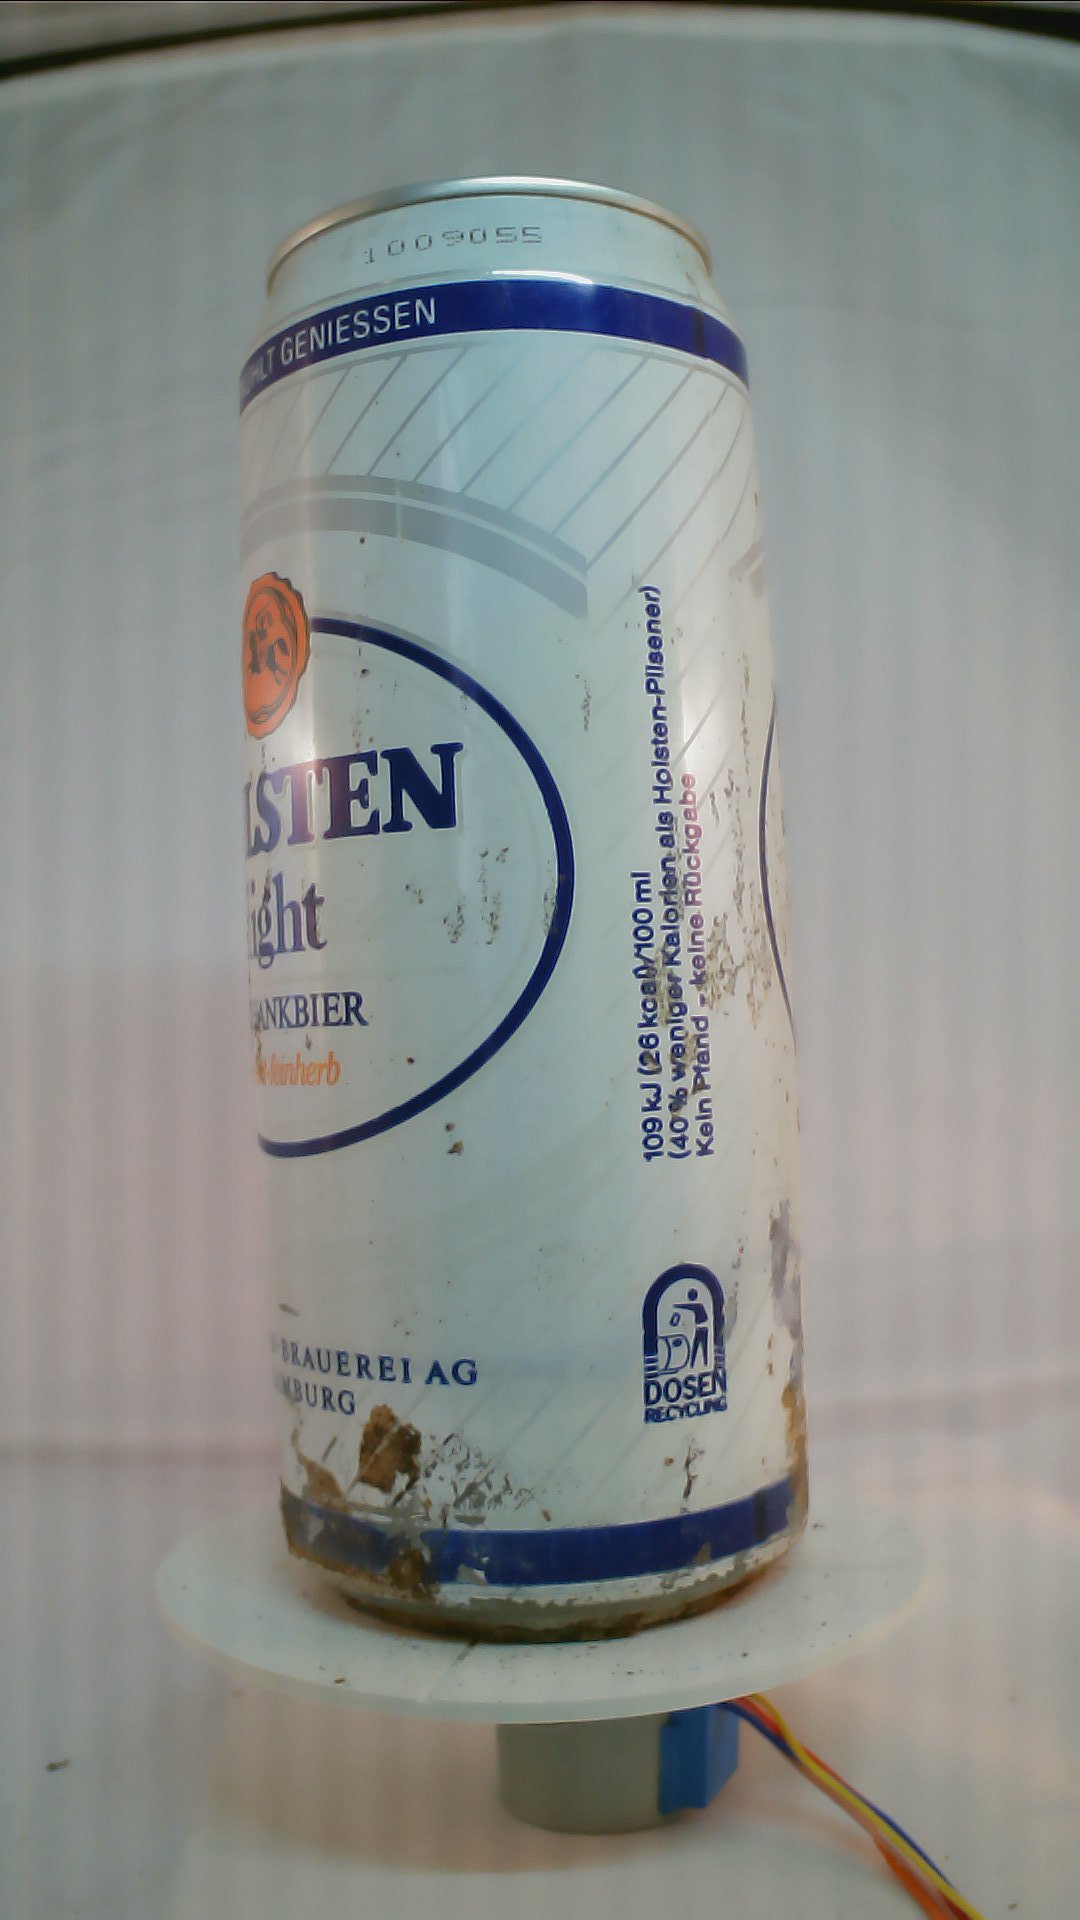 1009055
GENIESSEN
LSTEN
ight
ANKBIER
feinherb
-BRAUEREI AG
MBURG
109 kJ (26 kcal)/100 ml
(40% weniger Kalorien als Holsten-Pilsener)
Kein Pfand - keine Rückgabe
DOSEN
RECYCLING